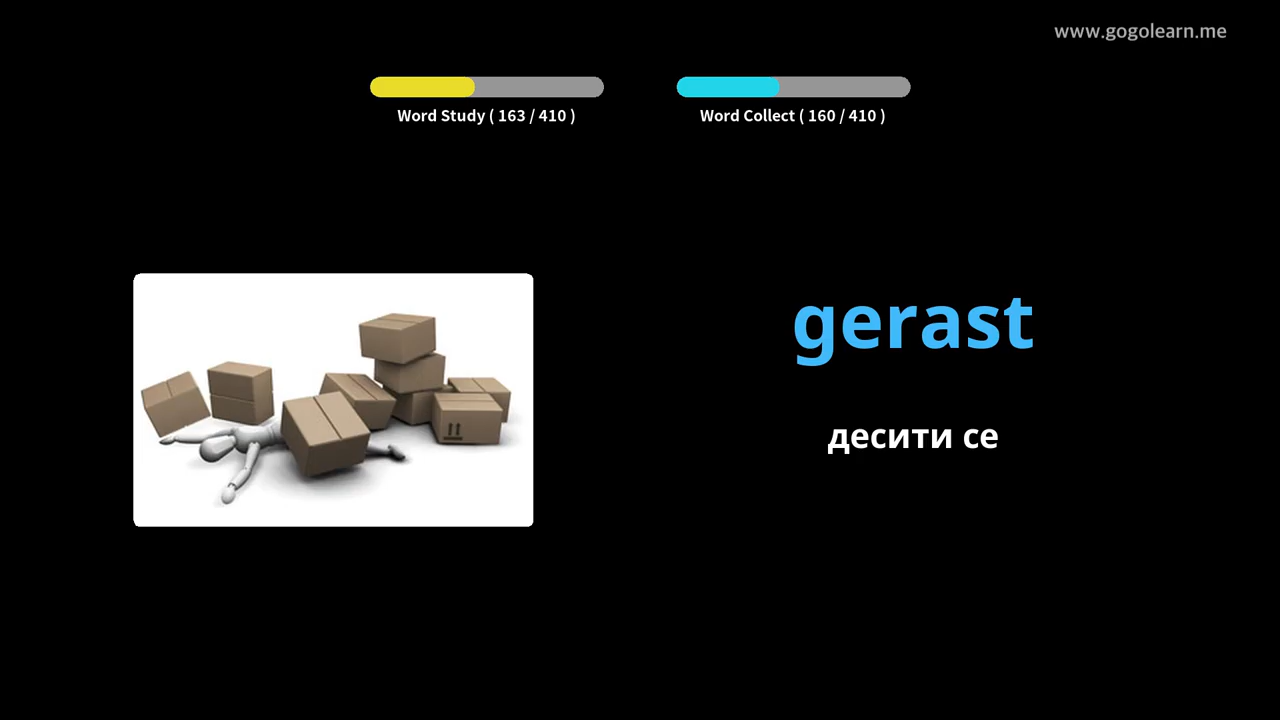 www.gogolearn.me
Word Study ( 163 / 410 )
Word Collect ( 160 / 410 )
gerast
десити се